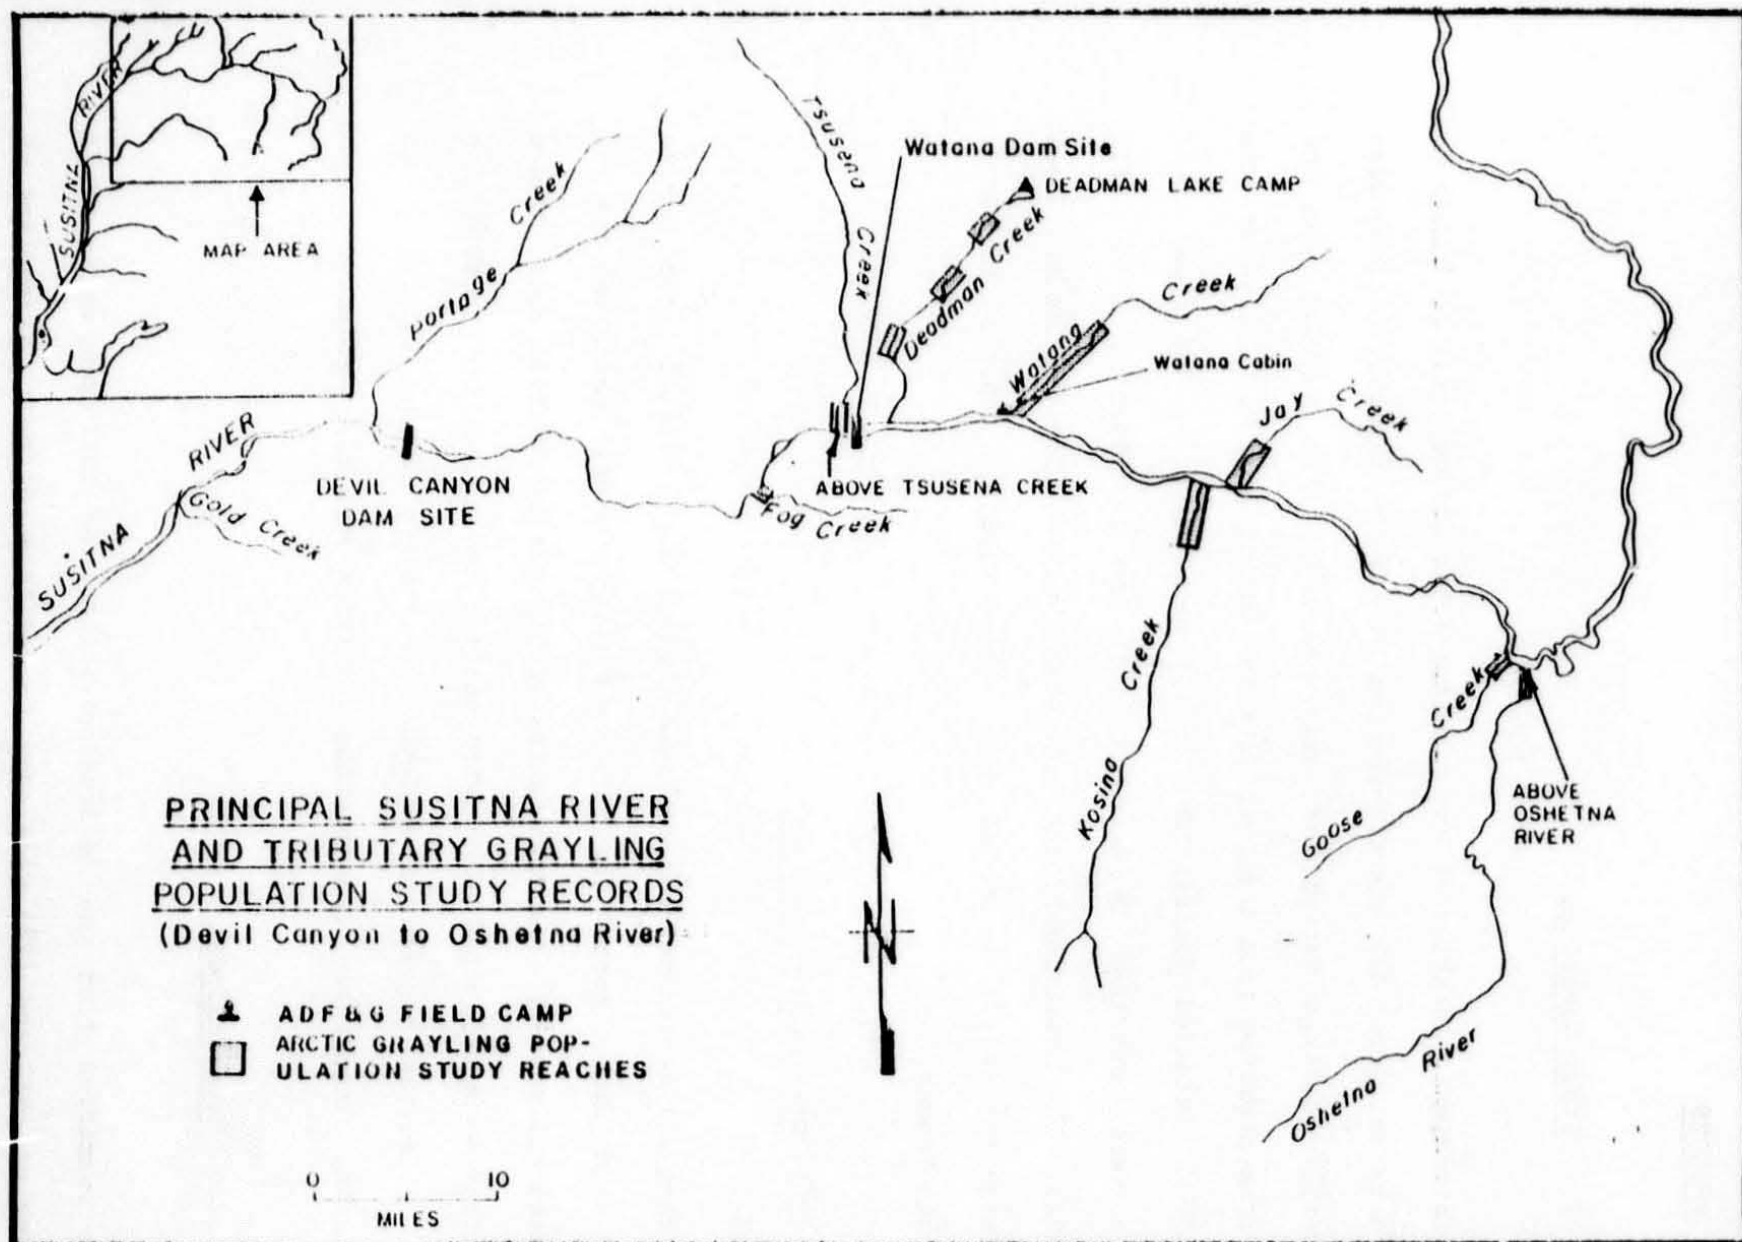 RIVER
SUSITNA
MAP AREA
Portage Creek
Tsusena Creek
Watana Dam Site
DEADMAN LAKE CAMP
Deadman Creek
Watana Creek
Watana Cabin
Jay Creek
SUSITNA RIVER
Gold Creek
DEVIL CANYON
DAM SITE
ABOVE TSUSENA CREEK
Fog Creek
Kosina Creek
Goose Creek
ABOVE
OSHETNA
RIVER
Oshetna River
PRINCIPAL SUSITNA RIVER
AND TRIBUTARY GRAYLING
POPULATION STUDY RECORDS
(Devil Canyon to Oshetna River)
N
ADF&G FIELD CAMP
ARCTIC GRAYLING POP-
ULATION STUDY REACHES
0 10
MILES